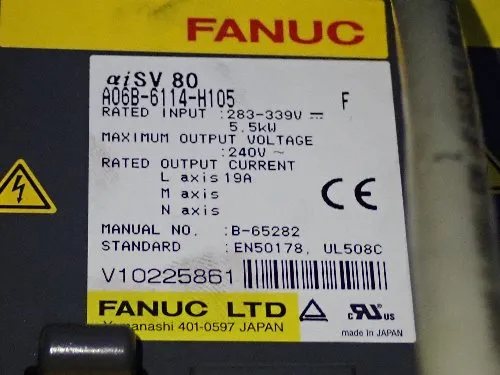 FANUC
αiSV 80
A06B-6114-H105 F
RATED INPUT :283-339V ⎓
5.5kW
MAXIMUM OUTPUT VOLTAGE
:240V ~
RATED OUTPUT CURRENT
L axis 19A
M axis
N axis
MANUAL NO. :B-65282
STANDARD :EN50178, UL508C
CE
V10225861
FANUC LTD
Yamanashi 401-0597 JAPAN
c RU us
made in JAPAN